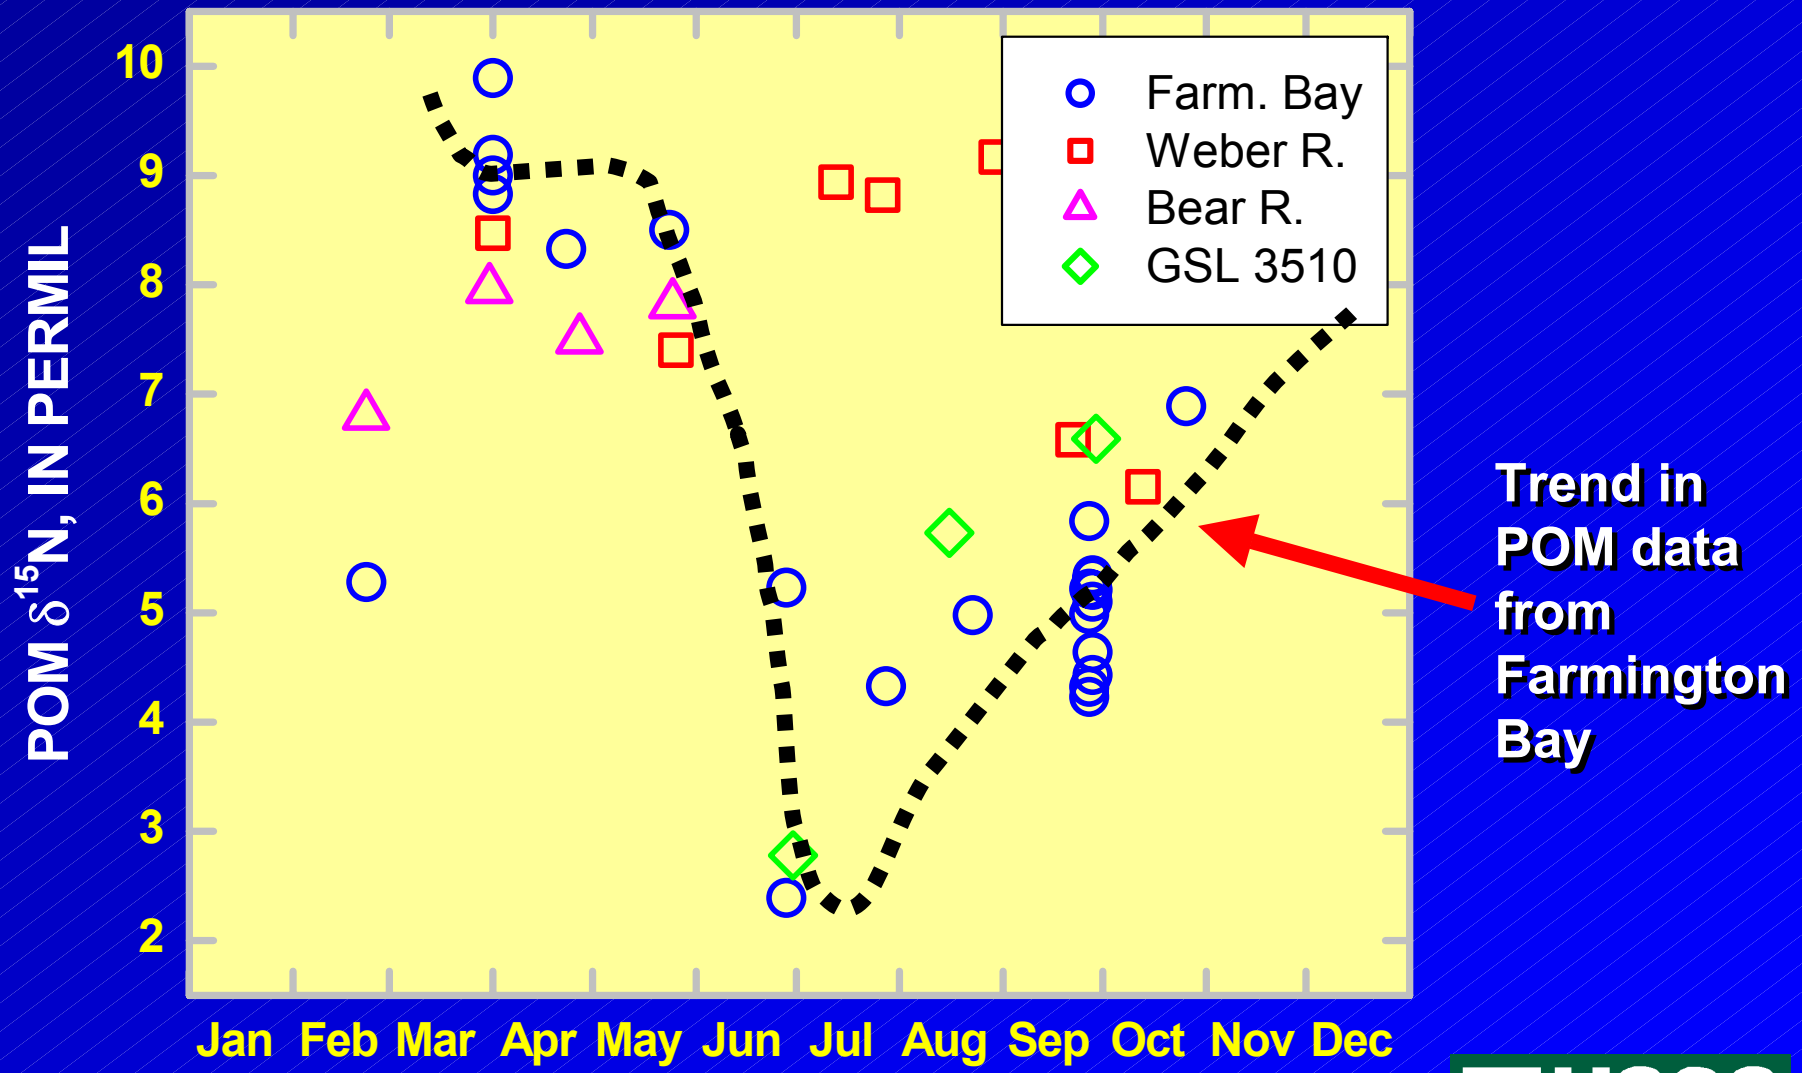 10
9
8
7
6
5
4
3
2
POM δ¹⁵N, IN PERMIL
Farm. Bay
Weber R.
Bear R.
GSL 3510
Trend in
POM data
from
Farmington
Bay
Jan Feb Mar Apr May Jun Jul Aug Sep Oct Nov Dec